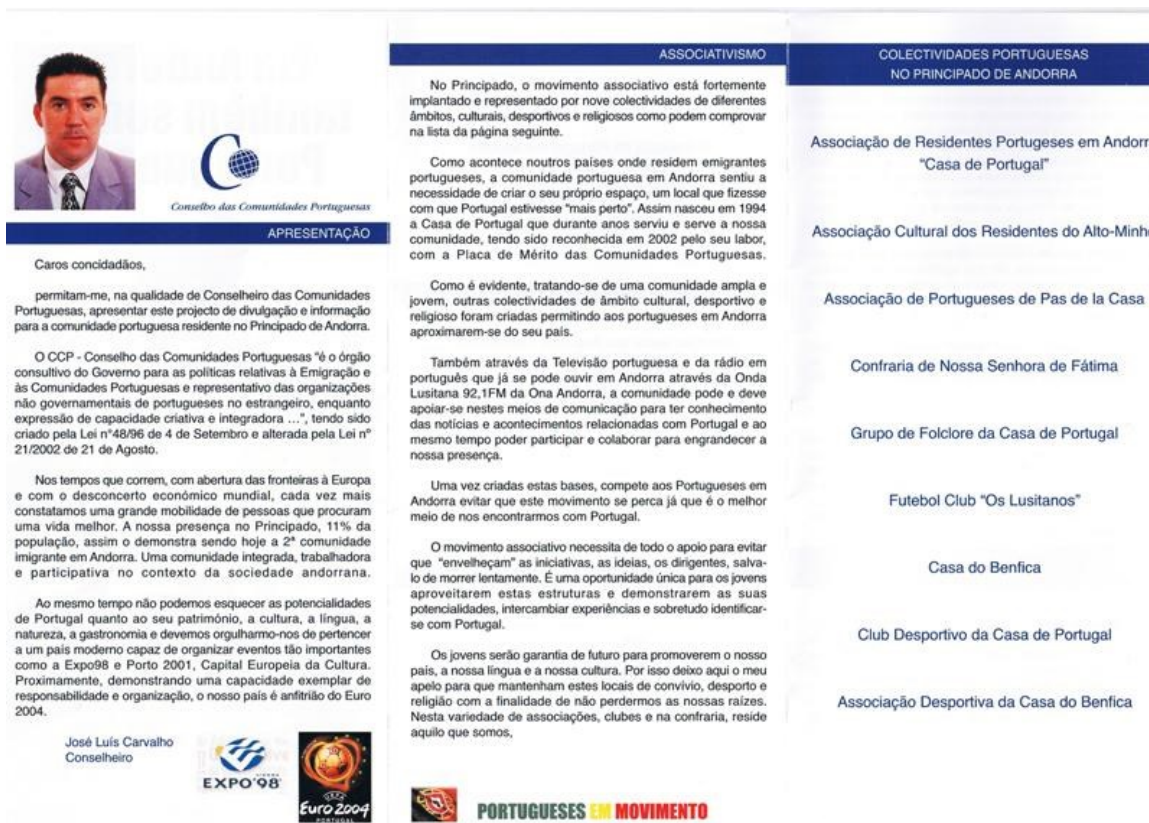 Conselho das Comunidades Portuguesas
APRESENTAÇÃO
Caros concidadãos,
permitam-me, na qualidade de Conselheiro das Comunidades
Portuguesas, apresentar este projecto de divulgação e informação
para a comunidade portuguesa residente no Principado de Andorra.
O CCP - Conselho das Comunidades Portuguesas "é o órgão
consultivo do Governo para as políticas relativas à Emigração e
às Comunidades Portuguesas e representativo das organizações
não governamentais de portugueses no estrangeiro, enquanto
expressão de capacidade criativa e integradora ...", tendo sido
criado pela Lei n°48/96 de 4 de Setembro e alterada pela Lei nº
21/2002 de 21 de Agosto.
Nos tempos que correm, com abertura das fronteiras à Europa
e com o desconcerto económico mundial, cada vez mais
constatamos uma grande mobilidade de pessoas que procuram
uma vida melhor. A nossa presença no Principado, 11% da
população, assim o demonstra sendo hoje a 2ª comunidade
imigrante em Andorra. Uma comunidade integrada, trabalhadora
e participativa no contexto da sociedade andorrana.
Ao mesmo tempo não podemos esquecer as potencialidades
de Portugal quanto ao seu património, a cultura, a língua, a
natureza, a gastronomia e devemos orgulharmo-nos de pertencer
a um país moderno capaz de organizar eventos tão importantes
como a Expo98 e Porto 2001, Capital Europeia da Cultura.
Proximamente, demonstrando uma capacidade exemplar de
responsabilidade e organização, o nosso país é anfitrião do Euro
2004.
José Luís Carvalho
Conselheiro
EXPO'98
Euro 2004
PORTUGAL
ASSOCIATIVISMO
No Principado, o movimento associativo está fortemente
implantado e representado por nove colectividades de diferentes
âmbitos, culturais, desportivos e religiosos como podem comprovar
na lista da página seguinte.
Como acontece noutros países onde residem emigrantes
portugueses, a comunidade portuguesa em Andorra sentiu a
necessidade de criar o seu próprio espaço, um local que fizesse
com que Portugal estivesse "mais perto". Assim nasceu em 1994
a Casa de Portugal que durante anos serviu e serve a nossa
comunidade, tendo sido reconhecida em 2002 pelo seu labor,
com a Placa de Mérito das Comunidades Portuguesas.
Como é evidente, tratando-se de uma comunidade ampla e
jovem, outras colectividades de âmbito cultural, desportivo e
religioso foram criadas permitindo aos portugueses em Andorra
aproximarem-se do seu país.
Também através da Televisão portuguesa e da rádio em
português que já se pode ouvir em Andorra através da Onda
Lusitana 92,1FM da Ona Andorra, a comunidade pode e deve
apoiar-se nestes meios de comunicação para ter conhecimento
das notícias e acontecimentos relacionadas com Portugal e ao
mesmo tempo poder participar e colaborar para engrandecer a
nossa presença.
Uma vez criadas estas bases, compete aos Portugueses em
Andorra evitar que este movimento se perca já que é o melhor
meio de nos encontrarmos com Portugal.
O movimento associativo necessita de todo o apoio para evitar
que "envelheçam" as iniciativas, as ideias, os dirigentes, salva-
lo de morrer lentamente. É uma oportunidade única para os jovens
aproveitarem estas estruturas e demonstrarem as suas
potencialidades, intercambiar experiências e sobretudo identificar-
se com Portugal.
Os jovens serão garantia de futuro para promoverem o nosso
país, a nossa língua e a nossa cultura. Por isso deixo aqui o meu
apelo para que mantenham estes locais de convívio, desporto e
religião com a finalidade de não perdermos as nossas raízes.
Nesta variedade de associações, clubes e na confraria, reside
aquilo que somos,
PORTUGUESES EM MOVIMENTO
COLECTIVIDADES PORTUGUESAS
NO PRINCIPADO DE ANDORRA
Associação de Residentes Portugeses em Andorr
"Casa de Portugal"
Associação Cultural dos Residentes do Alto-Minh
Associação de Portugueses de Pas de la Casa
Confraria de Nossa Senhora de Fátima
Grupo de Folclore da Casa de Portugal
Futebol Club "Os Lusitanos"
Casa do Benfica
Club Desportivo da Casa de Portugal
Associação Desportiva da Casa do Benfica